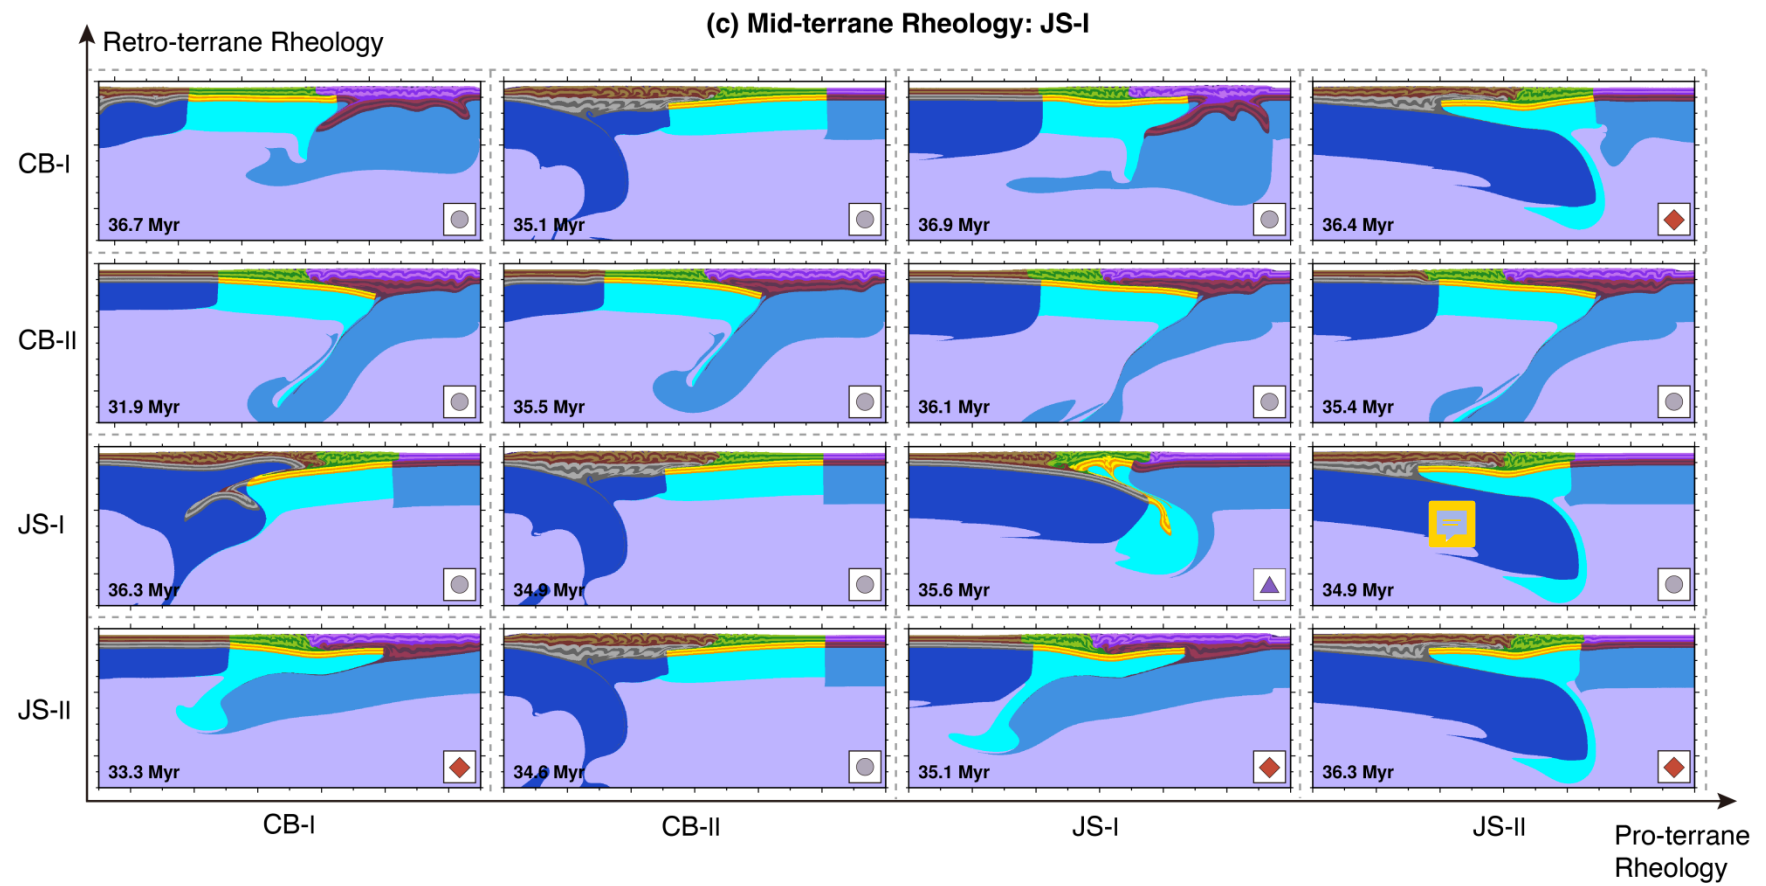 (c) Mid-terrane Rheology: JS-I
Retro-terrane Rheology
CB-I
36.7 Myr
35.1 Myr
36.9 Myr
36.4 Myr
CB-II
31.9 Myr
35.5 Myr
36.1 Myr
35.4 Myr
JS-I
36.3 Myr
34.9 Myr
35.6 Myr
34.9 Myr
JS-II
33.3 Myr
34.6 Myr
35.1 Myr
36.3 Myr
CB-I
CB-II
JS-I
JS-II
Pro-terrane
Rheology